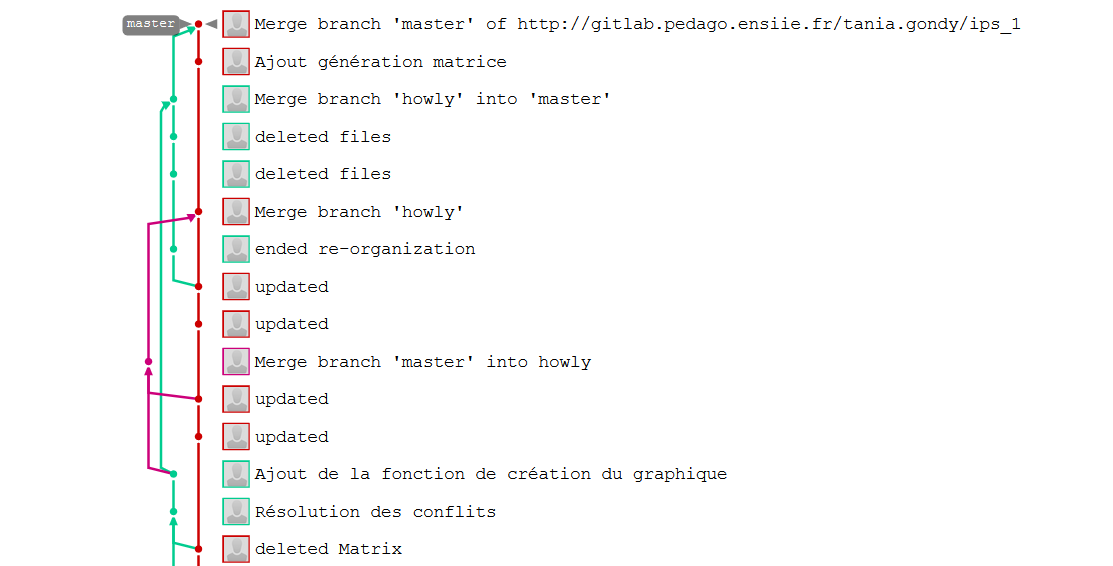 master
Merge branch 'master' of http://gitlab.pedago.ensiie.fr/tania.gondy/ips_1
Ajout génération matrice
Merge branch 'howly' into 'master'
deleted files
deleted files
Merge branch 'howly'
ended re-organization
updated
updated
Merge branch 'master' into howly
updated
updated
Ajout de la fonction de création du graphique
Résolution des conflits
deleted Matrix